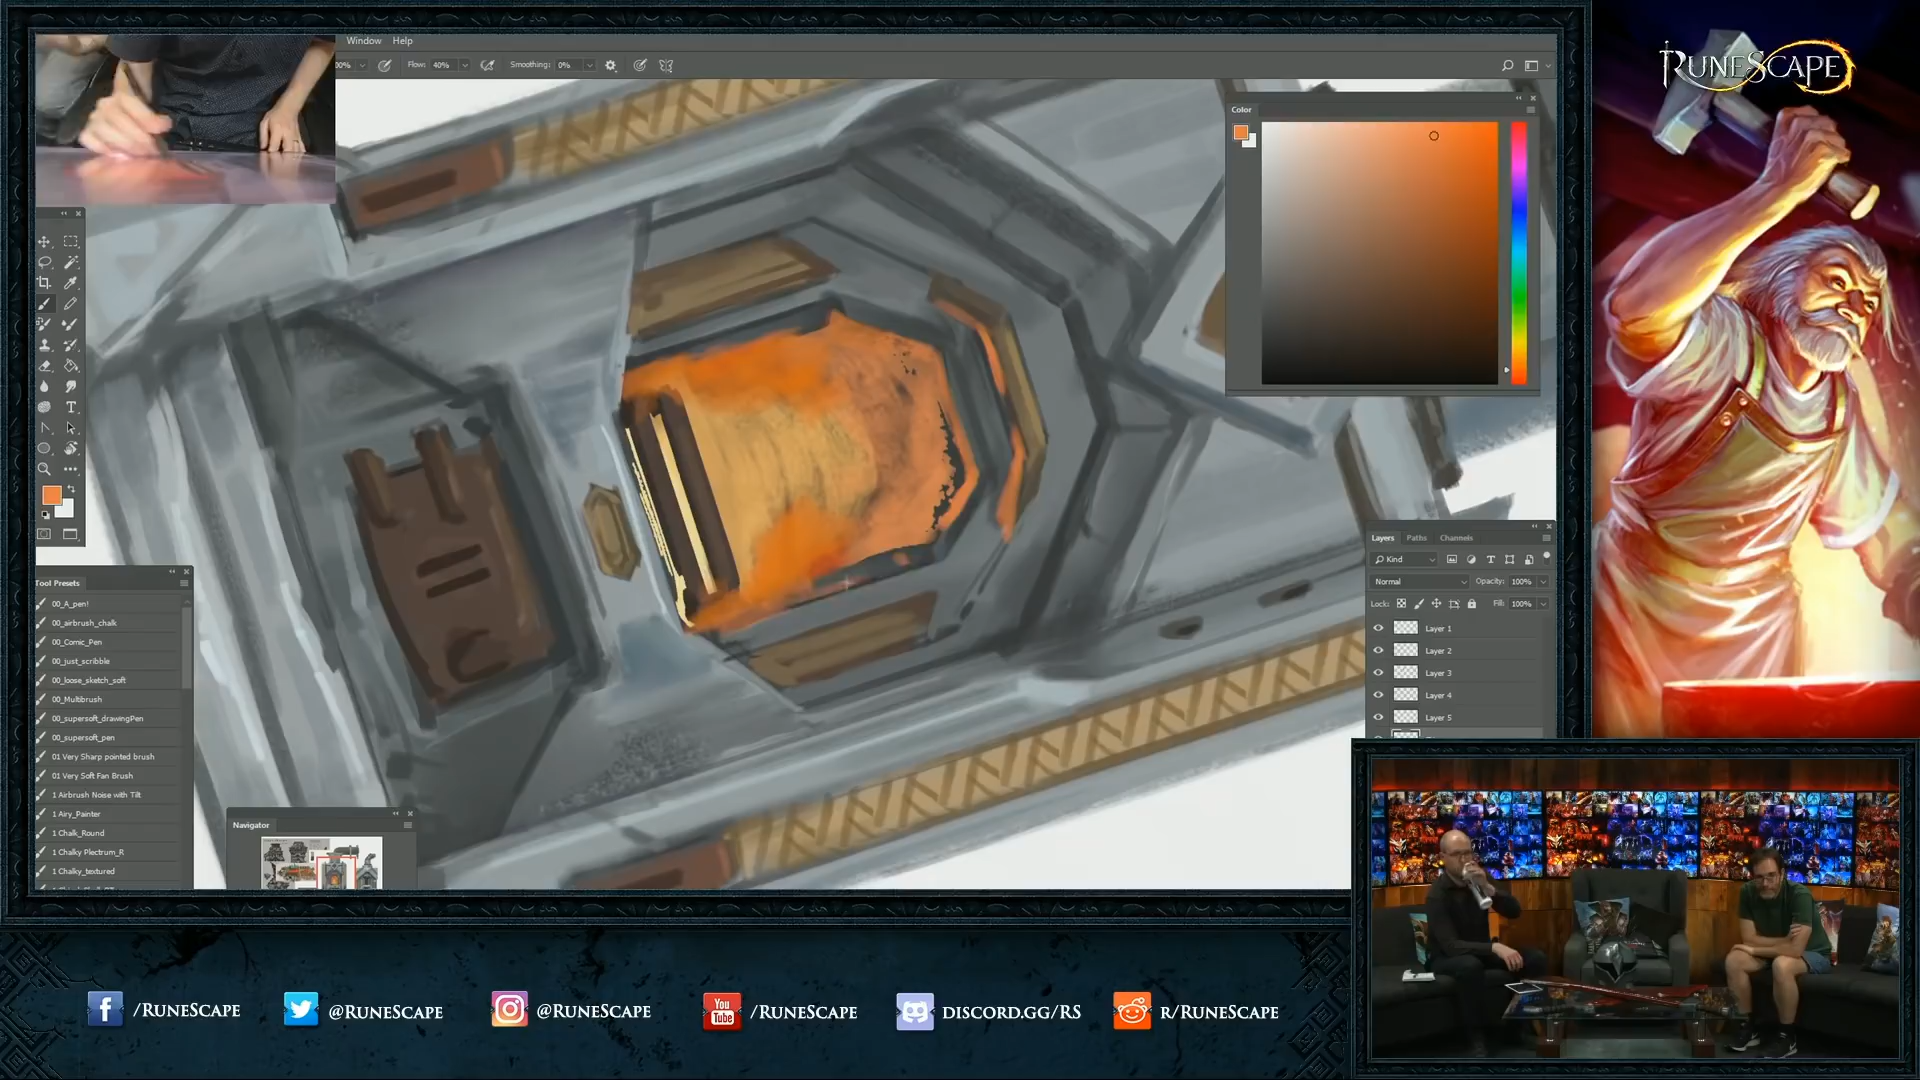 Window Help
RUNESCAPE
Flow: 40% Smoothing: 0%
Color
Layers Paths Channels
Kind
Normal Opacity: 100%
Lock: Fill: 100%
Layer 1
Layer 2
Layer 3
Layer 4
Layer 5
Tool Presets
00_A_pen!
00_airbrush_chalk
00_Comic_Pen
00_just_scribble
00_loose_sketch_soft
00_Multibrush
00_supersoft_drawingPen
00_supersoft_pen
01 Very Sharp pointed brush
01 Very Soft Fan Brush
1 Airbrush Noise with Tilt
1 Airy_Painter
1 Chalk_Round
1 Chalky Plectrum_R
1 Chalky_textured
Navigator
f /RUNESCAPE
@RUNESCAPE
@RUNESCAPE
You Tube /RUNESCAPE
DISCORD.GG/RS
R/RUNESCAPE